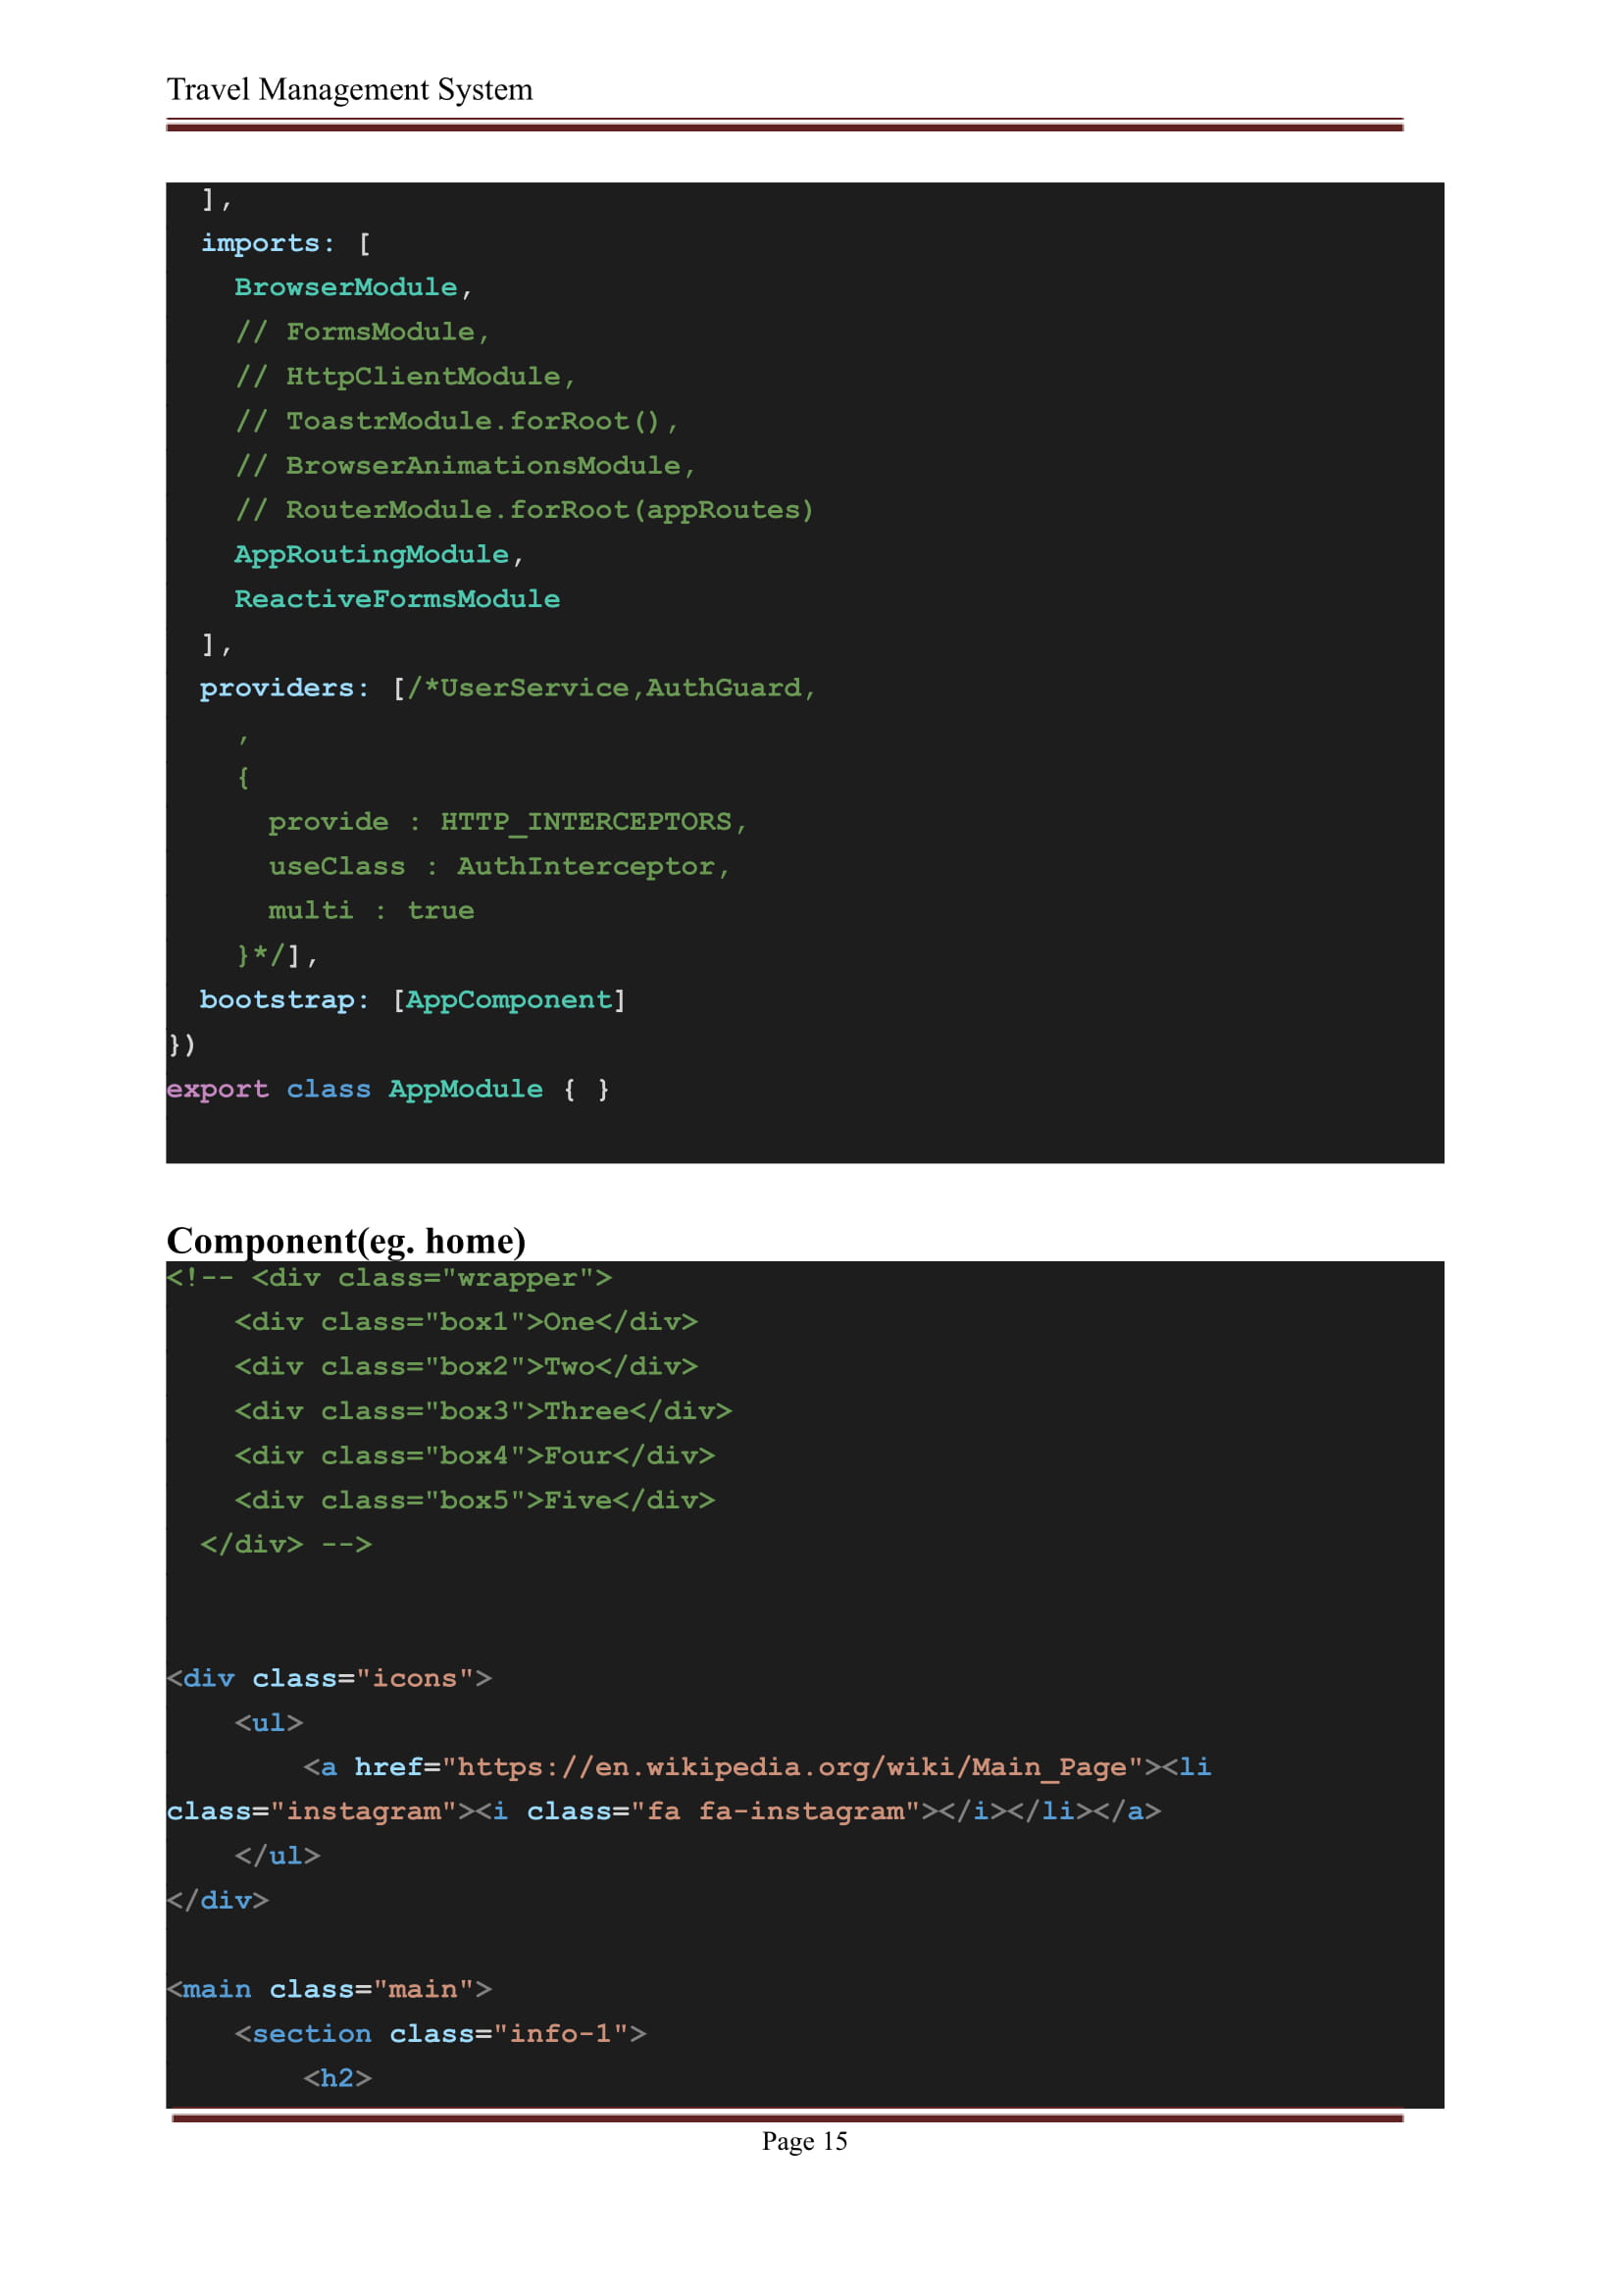 Travel Management System
  ],
  imports: [
    BrowserModule,
    // FormsModule,
    // HttpClientModule,
    // ToastrModule.forRoot(),
    // BrowserAnimationsModule,
    // RouterModule.forRoot(appRoutes)
    AppRoutingModule,
    ReactiveFormsModule
  ],
  providers: [/*UserService,AuthGuard,
    ,
    {
      provide : HTTP_INTERCEPTORS,
      useClass : AuthInterceptor,
      multi : true
    }*/],
  bootstrap: [AppComponent]
})
export class AppModule { }
Component(eg. home)
<!-- <div class="wrapper">
    <div class="box1">One</div>
    <div class="box2">Two</div>
    <div class="box3">Three</div>
    <div class="box4">Four</div>
    <div class="box5">Five</div>
  </div> -->
<div class="icons">
    <ul>
        <a href="https://en.wikipedia.org/wiki/Main_Page"><li
class="instagram"><i class="fa fa-instagram"></i></li></a>
    </ul>
</div>
<main class="main">
    <section class="info-1">
        <h2>
Page 15